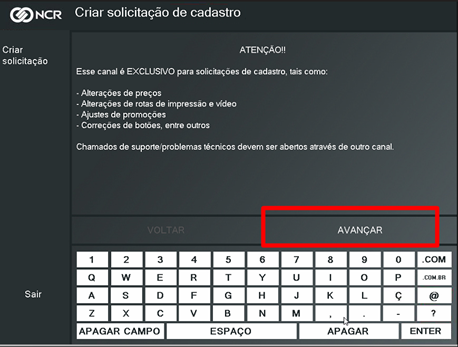 NCR
Criar solicitação de cadastro
Criar
solicitação
ATENÇÃO!!
Esse canal é EXCLUSIVO para solicitações de cadastro, tais como:
- Alterações de preços
- Alterações de rotas de impressão e vídeo
- Ajustes de promoções
- Correções de botões, entre outros
Chamados de suporte/problemas técnicos devem ser abertos através de outro canal.
VOLTAR
AVANÇAR
1 2 3 4 5 6 7 8 9 0 .COM
Q W E R T Y U I O P .COM.BR
A S D F G H J K L Ç @
Z X C V B N M , . - ?
APAGAR CAMPO ESPAÇO APAGAR ENTER
Sair